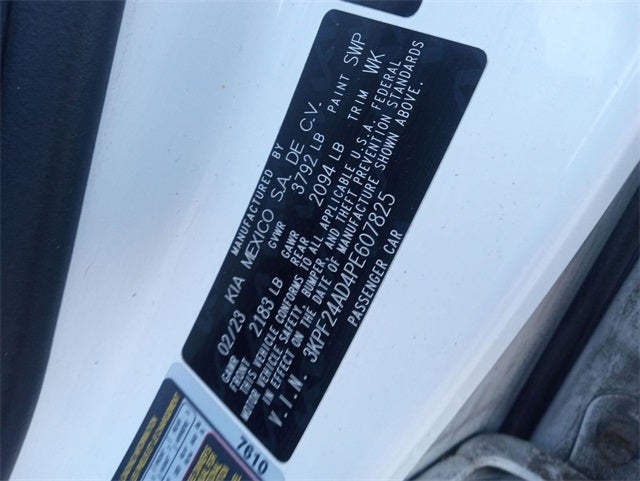 MANUFACTURED BY
02/23 KIA MEXICO S.A. DE C.V.
GVWR 3792 LB PAINT SWP
GAWR FRONT 2183 LB GAWR REAR 2094 LB TRIM WK
THIS VEHICLE CONFORMS TO ALL APPLICABLE U.S.A. FEDERAL
MOTOR VEHICLE SAFETY, BUMPER, AND THEFT PREVENTION STANDARDS
IN EFFECT ON THE DATE OF MANUFACTURE SHOWN ABOVE.
V.I.N. 3KPF24AD4PE607825
PASSENGER CAR
7610